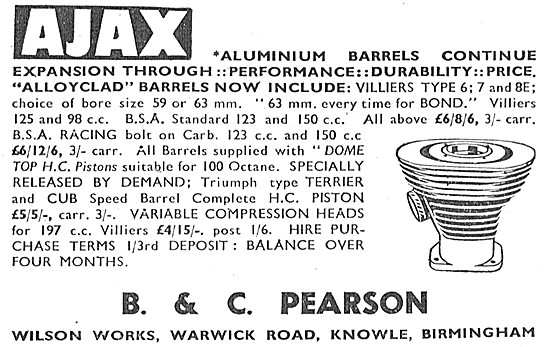 AJAX
*ALUMINIUM BARRELS CONTINUE
EXPANSION THROUGH::PERFORMANCE::DURABILITY::PRICE.
"ALLOYCLAD" BARRELS NOW INCLUDE: VILLIERS TYPE 6; 7 and 8E;
choice of bore size 59 or 63 mm. "63 mm. every time for BOND." Villiers
125 and 98 c.c. B.S.A. Standard 123 and 150 c.c. All above £6/8/6, 3/- carr.
B.S.A. RACING bolt on Carb. 123 c.c. and 150 c.c
£6/12/6, 3/- carr. All Barrels supplied with "DOME
TOP H.C. Pistons suitable for 100 Octane. SPECIALLY
RELEASED BY DEMAND; Triumph type TERRIER
and CUB Speed Barrel Complete H.C. PISTON
£5/5/-, carr. 3/-. VARIABLE COMPRESSION HEADS
for 197 c.c. Villiers £4/15/-. post 1/6. HIRE PUR-
CHASE TERMS 1/3rd DEPOSIT: BALANCE OVER
FOUR MONTHS.
B. & C. PEARSON
WILSON WORKS, WARWICK ROAD, KNOWLE, BIRMINGHAM